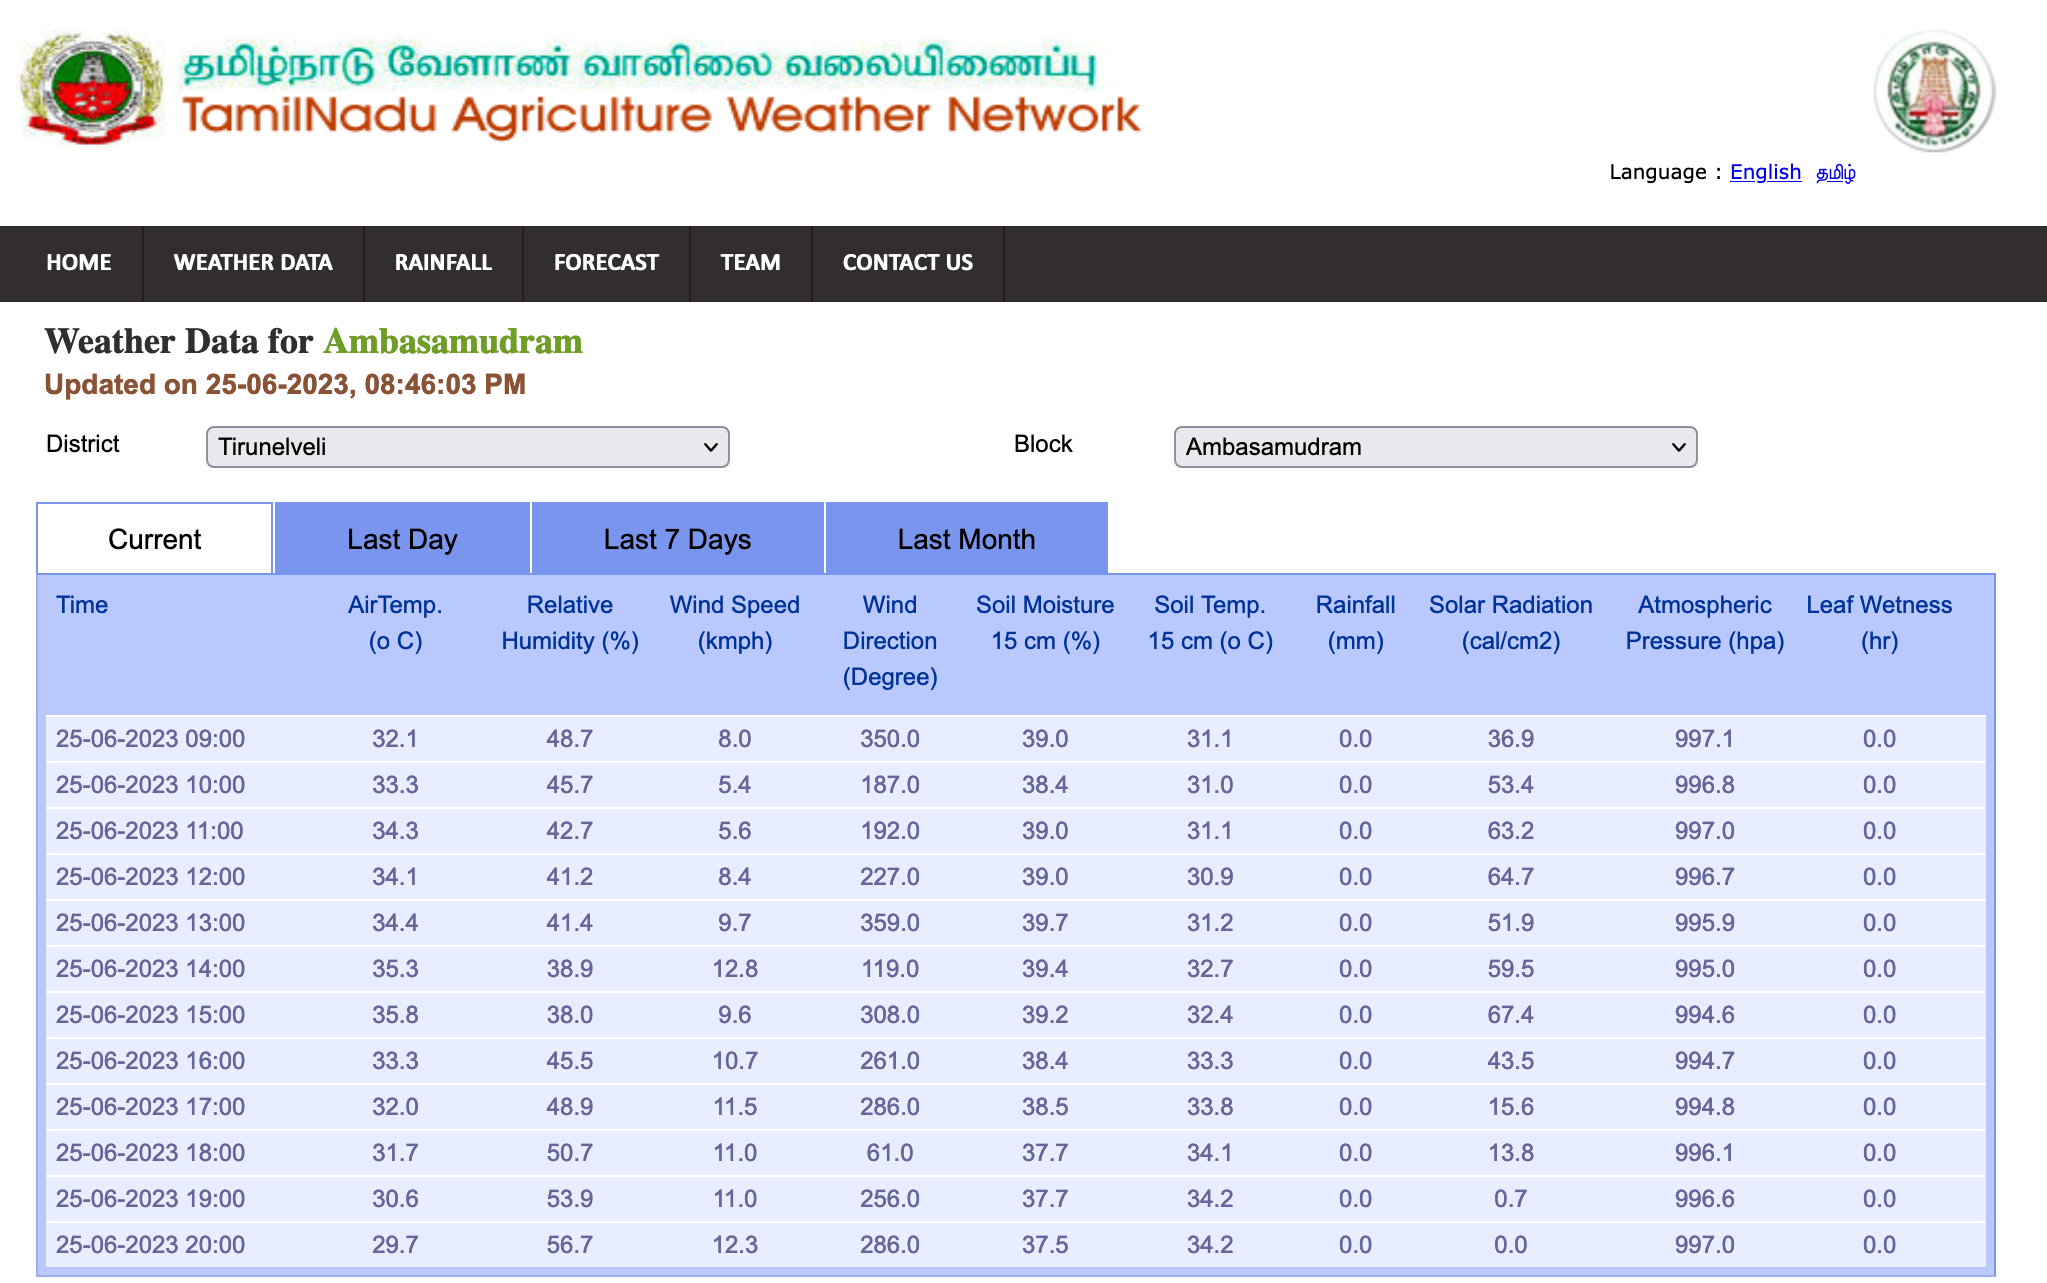 தமிழ்நாடு வேளாண் வானிலை வலையிணைப்பு
TamilNadu Agriculture Weather Network
Language : English தமிழ்
HOME WEATHER DATA RAINFALL FORECAST TEAM CONTACT US
Weather Data for Ambasamudram
Updated on 25-06-2023, 08:46:03 PM
District Tirunelveli Block Ambasamudram
Current Last Day Last 7 Days Last Month
Time AirTemp. Relative Wind Speed Wind Soil Moisture Soil Temp. Rainfall Solar Radiation Atmospheric Leaf Wetness
(o C) Humidity (%) (kmph) Direction 15 cm (%) 15 cm (o C) (mm) (cal/cm2) Pressure (hpa) (hr)
(Degree)
25-06-2023 09:00 32.1 48.7 8.0 350.0 39.0 31.1 0.0 36.9 997.1 0.0
25-06-2023 10:00 33.3 45.7 5.4 187.0 38.4 31.0 0.0 53.4 996.8 0.0
25-06-2023 11:00 34.3 42.7 5.6 192.0 39.0 31.1 0.0 63.2 997.0 0.0
25-06-2023 12:00 34.1 41.2 8.4 227.0 39.0 30.9 0.0 64.7 996.7 0.0
25-06-2023 13:00 34.4 41.4 9.7 359.0 39.7 31.2 0.0 51.9 995.9 0.0
25-06-2023 14:00 35.3 38.9 12.8 119.0 39.4 32.7 0.0 59.5 995.0 0.0
25-06-2023 15:00 35.8 38.0 9.6 308.0 39.2 32.4 0.0 67.4 994.6 0.0
25-06-2023 16:00 33.3 45.5 10.7 261.0 38.4 33.3 0.0 43.5 994.7 0.0
25-06-2023 17:00 32.0 48.9 11.5 286.0 38.5 33.8 0.0 15.6 994.8 0.0
25-06-2023 18:00 31.7 50.7 11.0 61.0 37.7 34.1 0.0 13.8 996.1 0.0
25-06-2023 19:00 30.6 53.9 11.0 256.0 37.7 34.2 0.0 0.7 996.6 0.0
25-06-2023 20:00 29.7 56.7 12.3 286.0 37.5 34.2 0.0 0.0 997.0 0.0